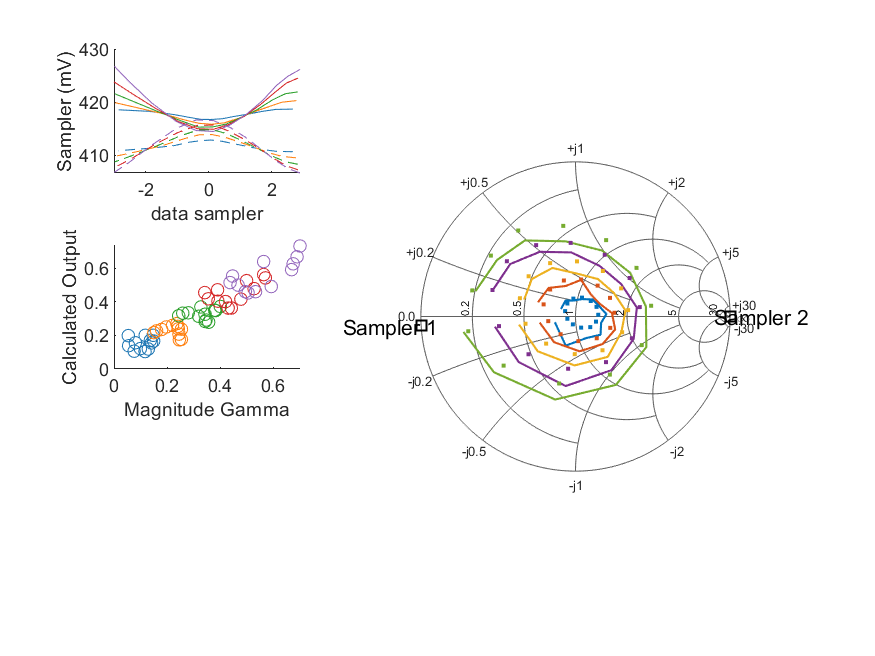 430
420
410
Sampler (mV)
-2 0 2
data sampler
0.6
0.4
0.2
0
Calculated Output
0 0.2 0.4 0.6
Magnitude Gamma
+j1
+j0.5 +j2
+j0.2 +j5
0.0 0.2 0.5 1 2 5 30 +j30
-j30
Sampler 1
Sampler 2
-j0.2 -j5
-j0.5 -j2
-j1